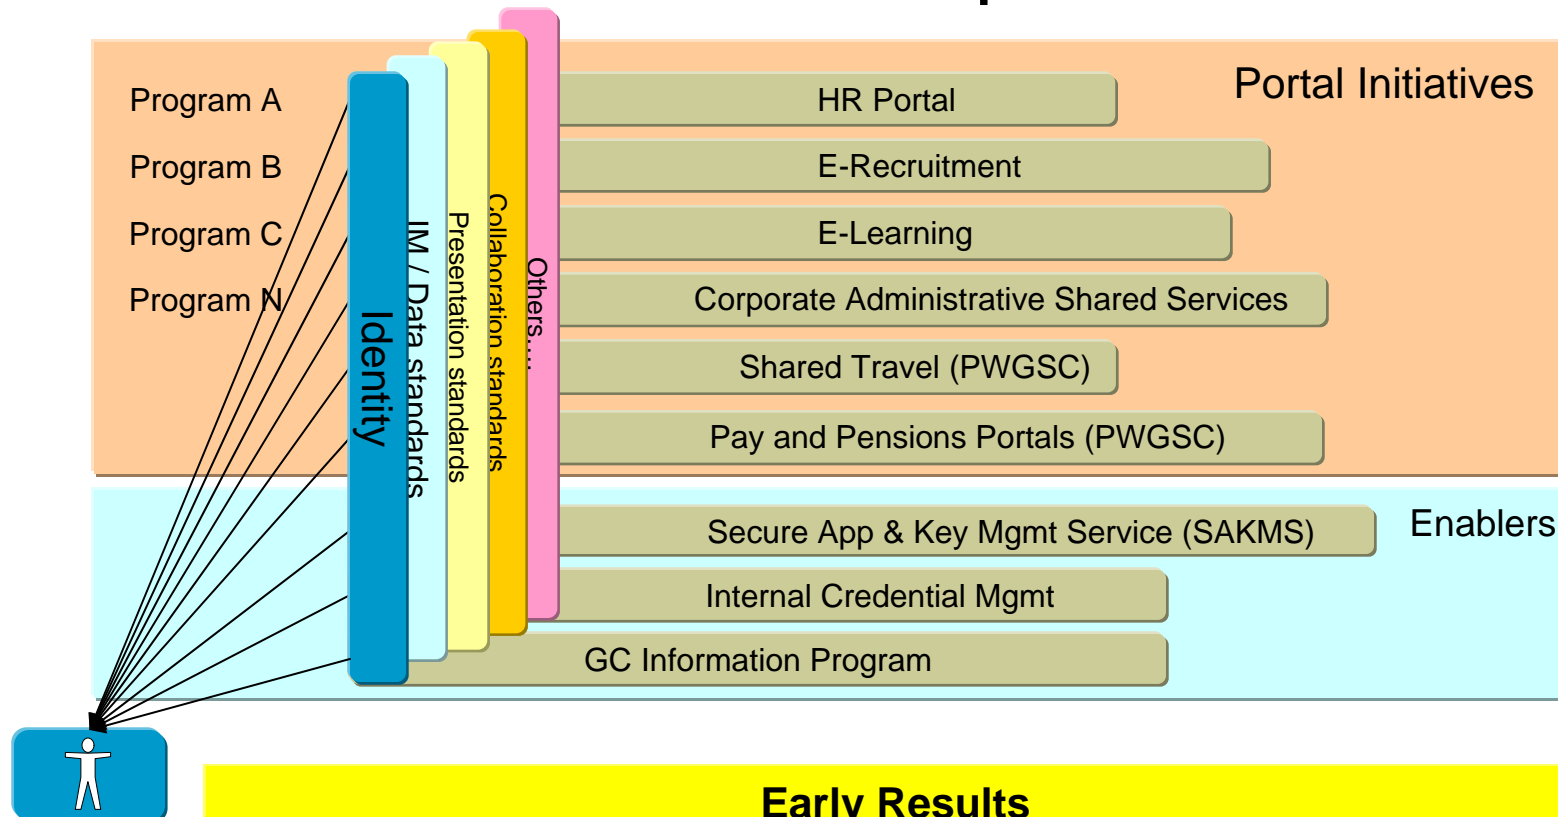 Portal Initiatives
Program A
HR Portal
Program B
E-Recruitment
Program C
E-Learning
Program N
Corporate Administrative Shared Services
Shared Travel (PWGSC)
Pay and Pensions Portals (PWGSC)
Identity
IM / Data standards
Presentation standards
Collaboration standards
Others....
Enablers
Secure App & Key Mgmt Service (SAKMS)
Internal Credential Mgmt
GC Information Program
Early Results